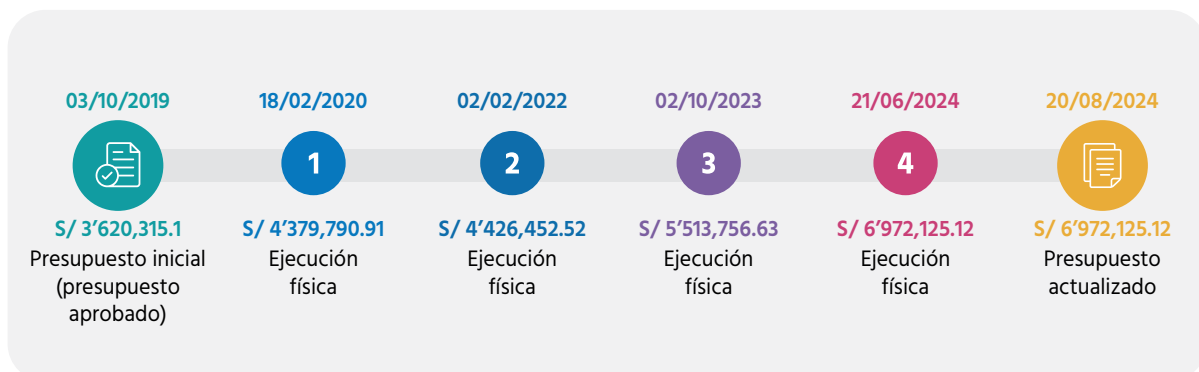 03/10/2019
18/02/2020
02/02/2022
02/10/2023
21/06/2024
20/08/2024
1
2
3
4
S/ 3’620,315.1
Presupuesto inicial
(presupuesto
aprobado)
S/ 4’379,790.91
Ejecución
física
S/ 4’426,452.52
Ejecución
física
S/ 5’513,756.63
Ejecución
física
S/ 6’972,125.12
Ejecución
física
S/ 6’972,125.12
Presupuesto
actualizado